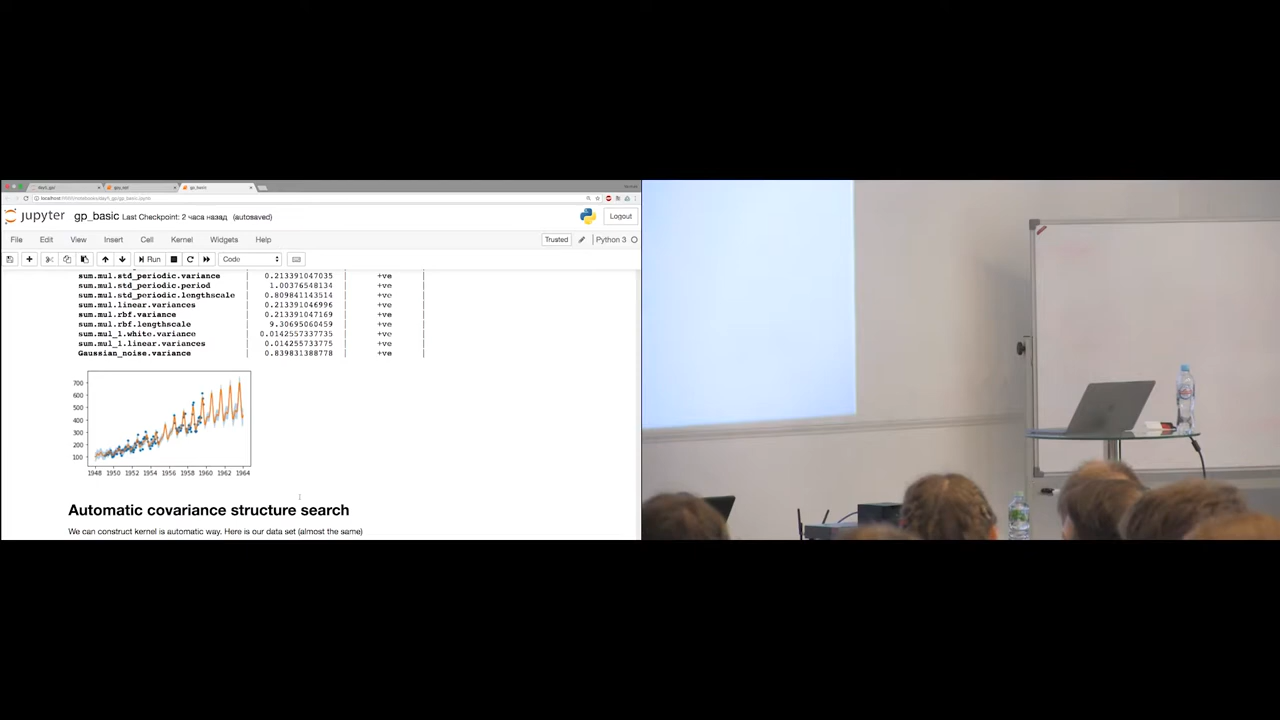 gp_basic
localhost
jupyter gp_basic Last Checkpoint: 2 часа назад (autosaved)
Logout
File Edit View Insert Cell Kernel Widgets Help
Trusted
Python 3
Run
Code
sum.mul.std_periodic.variance | 0.213391047035 | +ve |
sum.mul.std_periodic.period | 1.00376548134 | +ve |
sum.mul.std_periodic.lengthscale | 0.809841143514 | +ve |
sum.mul.linear.variances | 0.213391046996 | +ve |
sum.mul.rbf.variance | 0.213391047169 | +ve |
sum.mul.rbf.lengthscale | 9.30695060459 | +ve |
sum.mul_1.white.variance | 0.0142557337735 | +ve |
sum.mul_1.linear.variances | 0.014255733775 | +ve |
Gaussian_noise.variance | 0.839831388778 | +ve |
700
600
500
400
300
200
100
1948 1950 1952 1954 1956 1958 1960 1962 1964
Automatic covariance structure search
We can construct kernel is automatic way. Here is our data set (almost the same)